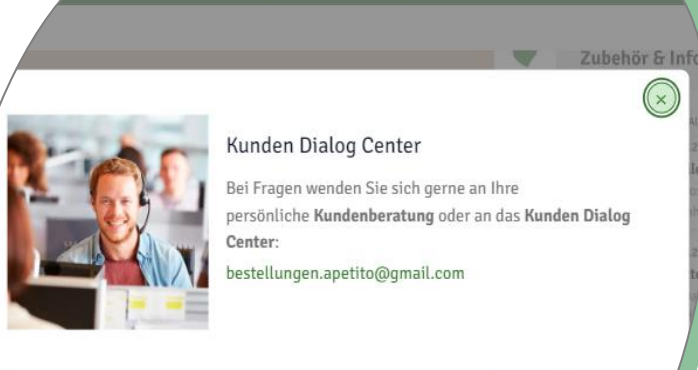 Zubehör & Info
Kunden Dialog Center
Bei Fragen wenden Sie sich gerne an Ihre
persönliche Kundenberatung oder an das Kunden Dialog
Center:
bestellungen.apetito@gmail.com